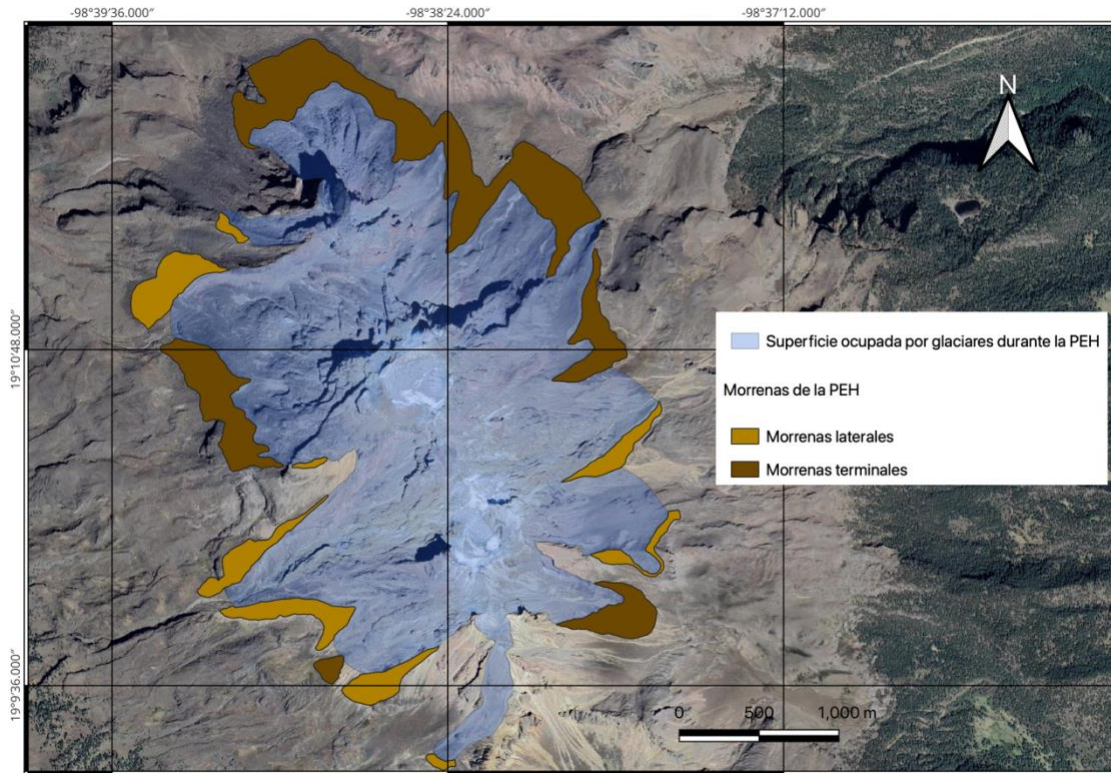 -98°39'36.000" -98°38'24.000" -98°37'12.000"
N
19°10'48.000"
Superficie ocupada por glaciares durante la PEH
Morrenas de la PEH
Morrenas laterales
Morrenas terminales
19°9'36.000"
0 500 1,000 m